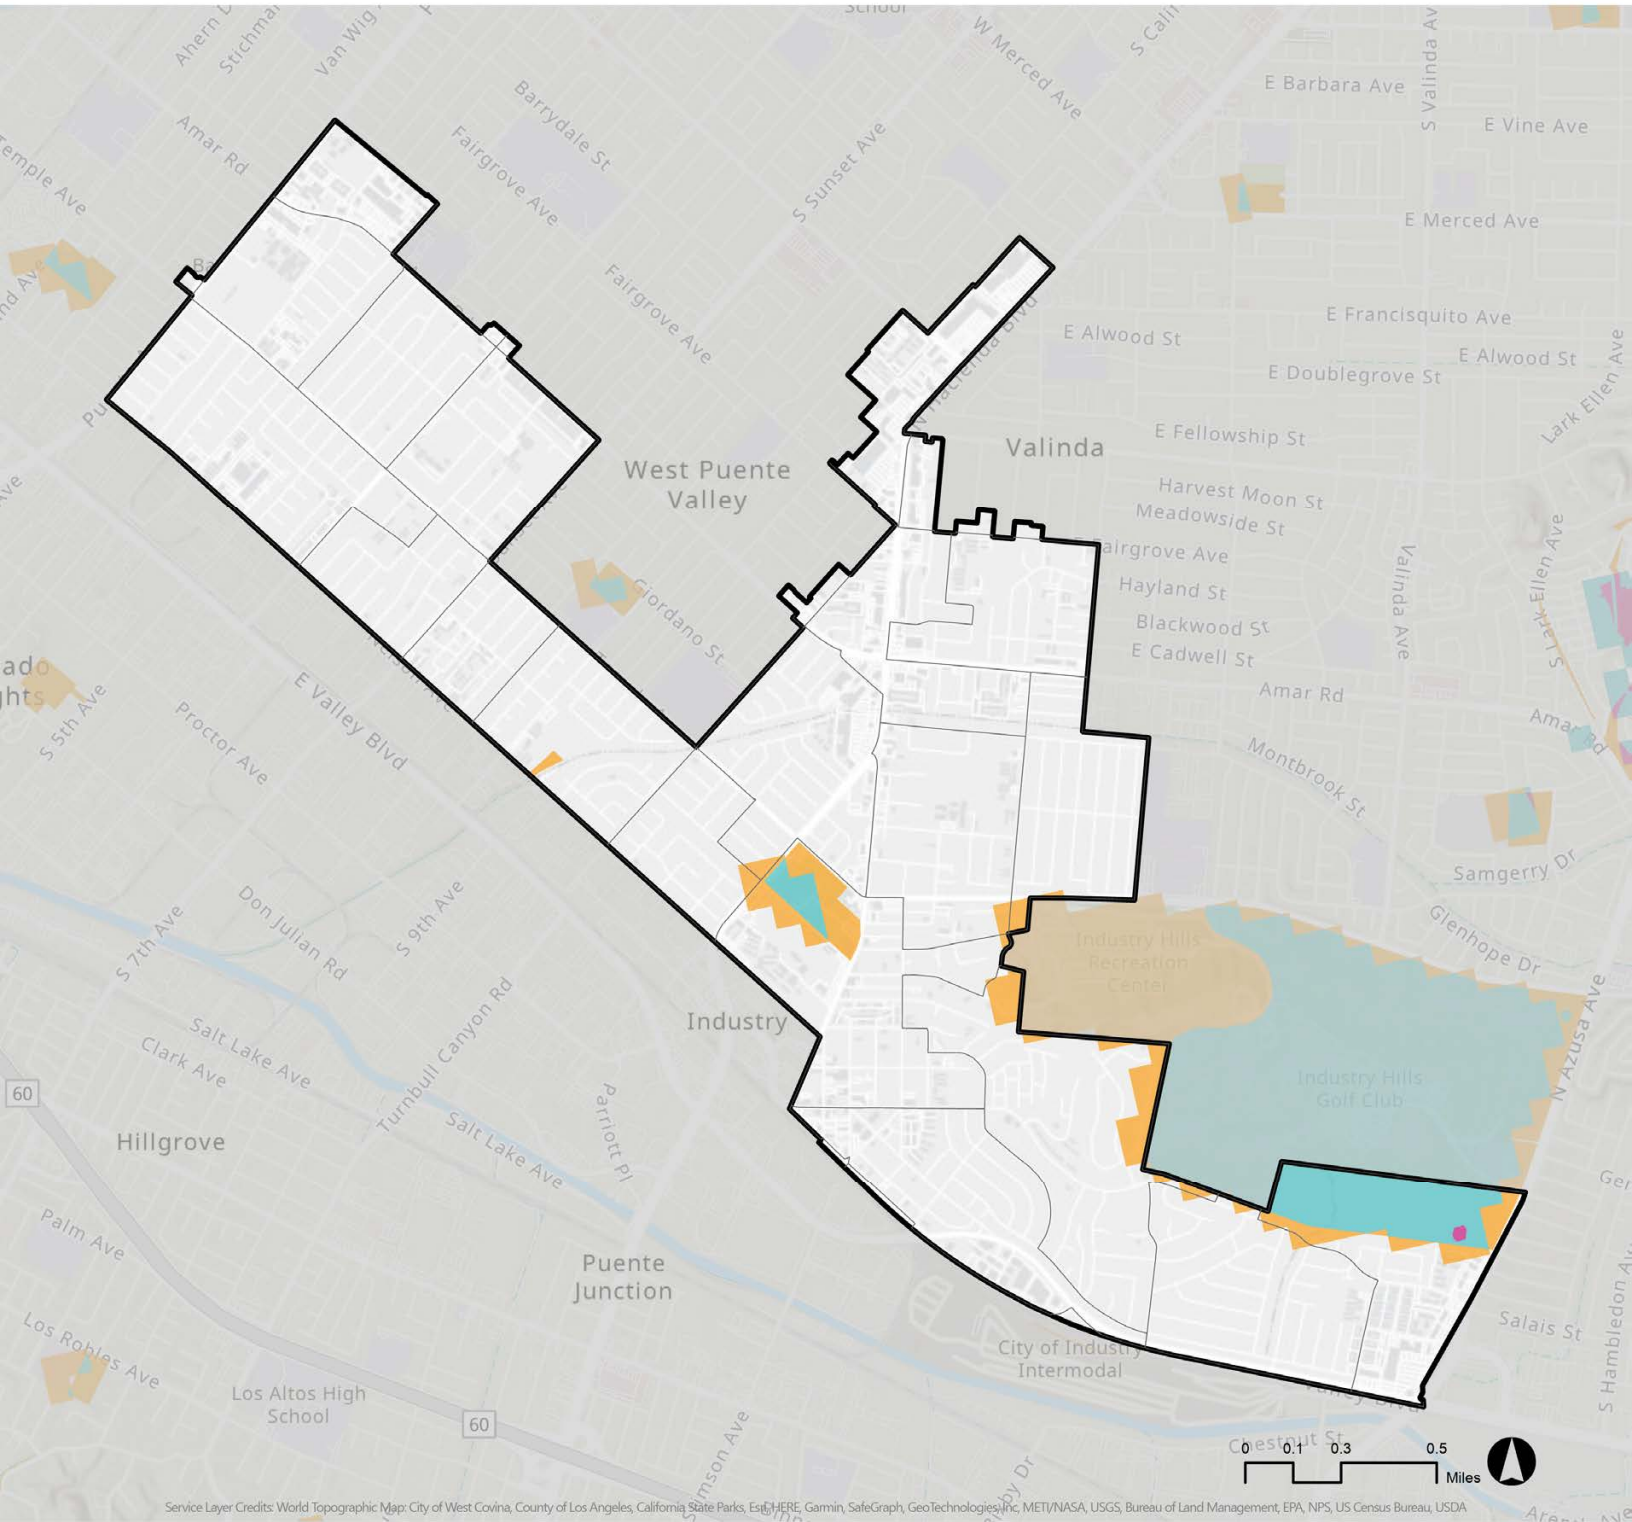 School
Van Wig
W Merced Ave
E Barbara Ave
S Valinda Av
E Vine Ave
Amar Rd
Barrydale St
Fairgrove Ave
S Sunset Ave
Temple Ave
E Merced Ave
Fairgrove Ave
E Alwood St
E Francisquito Ave
E Alwood St
E Doublegrove St
Lark Ellen Ave
E Fellowship St
Valinda
West Puente
Valley
Harvest Moon St
Meadowside St
Fairgrove Ave
Hayland St
Blackwood St
E Cadwell St
Valinda Ave
S Lark Ellen Ave
Giordano St
Amar Rd
Amar Rd
S 5th Ave
Proctor Ave
E Valley Blvd
Montbrook St
Samgerry Dr
Glenhope Dr
Don Julian Rd
S 9th Ave
S 7th Ave
Industry Hills
Recreation
Center
Industry
Turnbull Canyon Rd
Salt Lake Ave
Clark Ave
Parriott Pl
Salt Lake Ave
N Azusa Ave
Industry Hills
Golf Club
60
Hillgrove
Palm Ave
Puente
Junction
Los Robles Ave
Los Altos High
School
60
City of Industry
Intermodal
Salais St
S Hambledon
Chestnut St
0 0.1 0.3 0.5
Miles
Service Layer Credits: World Topographic Map: City of West Covina, County of Los Angeles, California State Parks, Esri, HERE, Garmin, SafeGraph, GeoTechnologies, Inc, METI/NASA, USGS, Bureau of Land Management, EPA, NPS, US Census Bureau, USDA